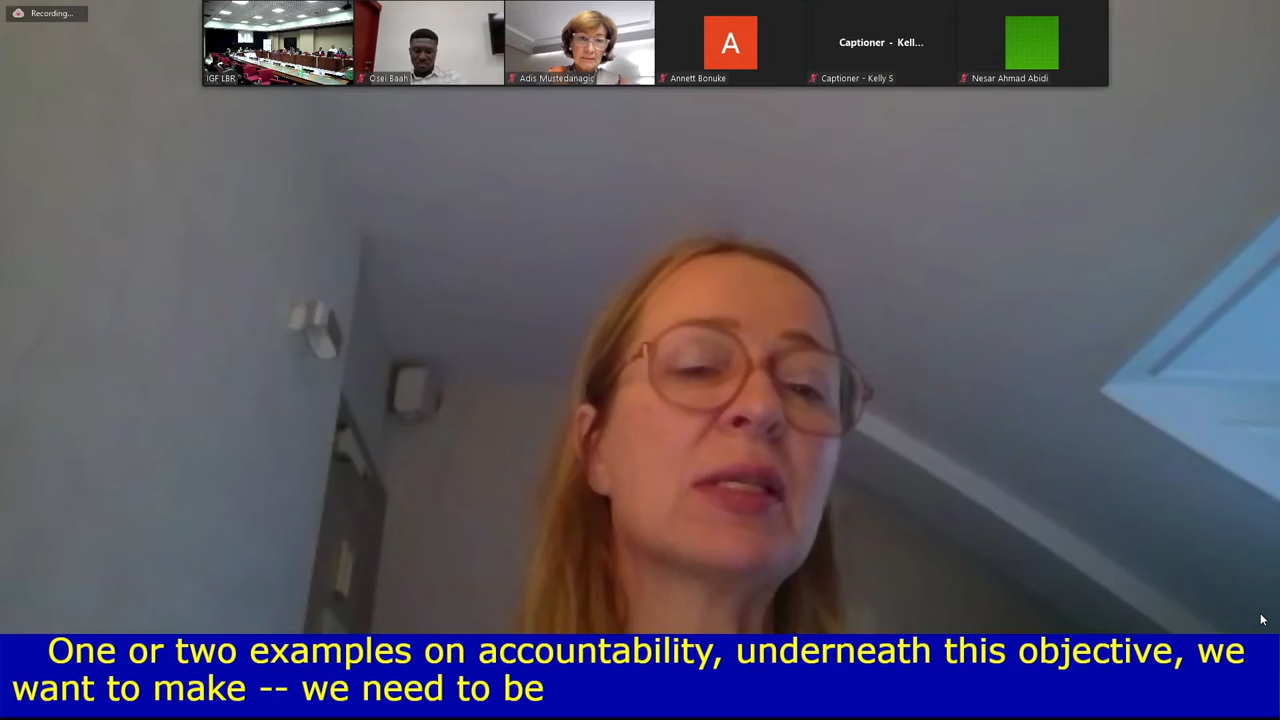 Recording...
IGF LBR
Osei Baah
Adis Mustedanagic
A
Annett Bonuke
Captioner - Kell...
Captioner - Kelly S
Nesar Ahmad Abidi
One or two examples on accountability, underneath this objective, we
want to make -- we need to be